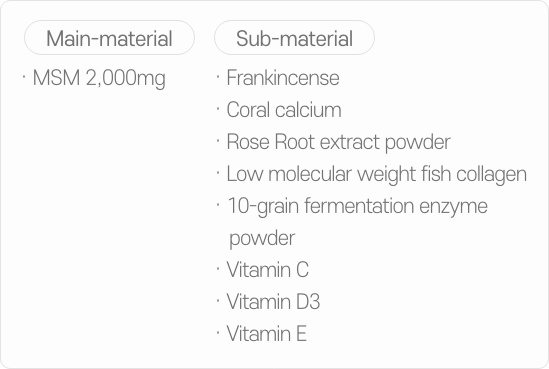 Main-material
· MSM 2,000mg
Sub-material
· Frankincense
· Coral calcium
· Rose Root extract powder
· Low molecular weight fish collagen
· 10-grain fermentation enzyme
powder
· Vitamin C
· Vitamin D3
· Vitamin E